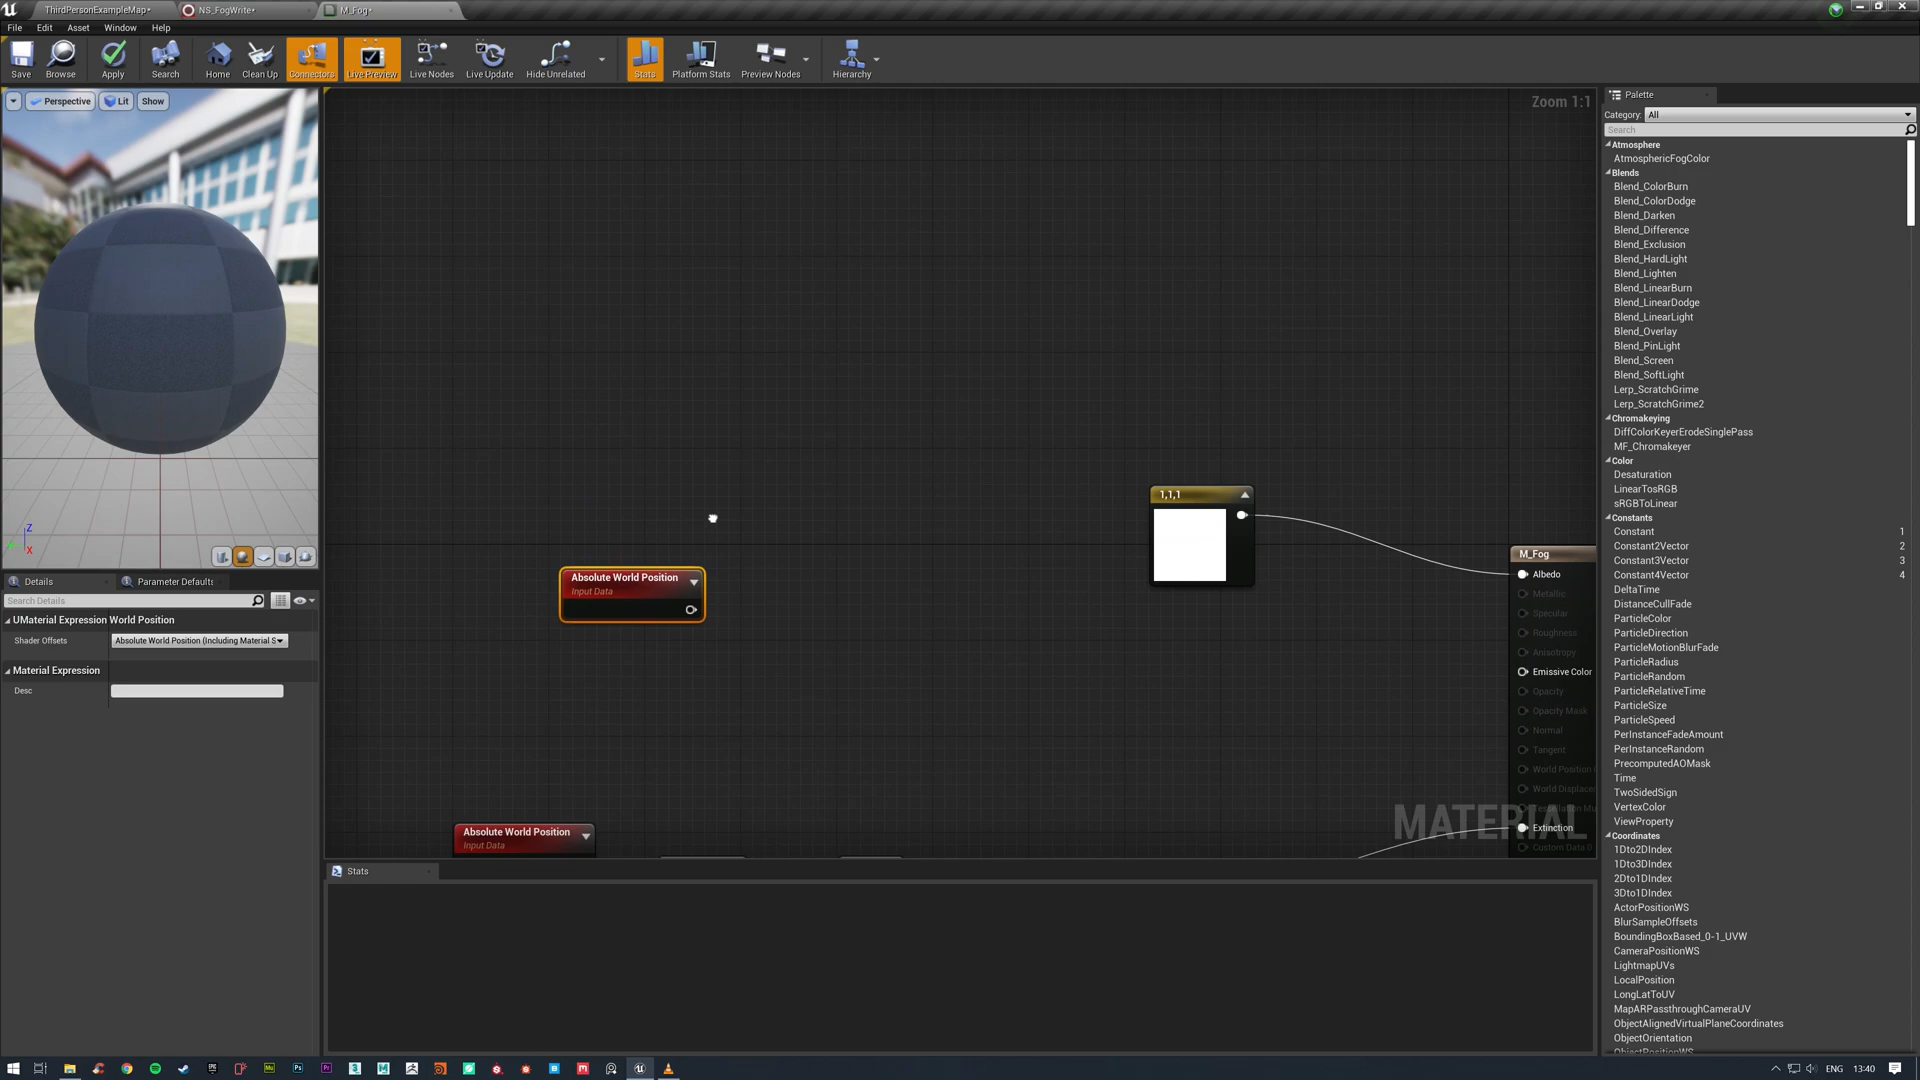 ThirdPersonExampleMap•
NS_FogWrite•
M_Fog•
File Edit Asset Window Help
Save Browse Apply Search Home Clean Up Connectors Live Preview Live Nodes Live Update Hide Unrelated Stats Platform Stats Preview Nodes Hierarchy
Perspective Lit Show
Zoom 1:1
Z
X
Details Parameter Defaults
Search Details
UMaterial Expression World Position
Shader Offsets Absolute World Position (Including Material S
Material Expression
Desc
Absolute World Position
Input Data
1,1,1
Absolute World Position
Input Data
M_Fog
Albedo
Metallic
Specular
Roughness
Anisotropy
Emissive Color
Opacity
Opacity Mask
Normal
Tangent
World Position
World Displacem
MATERIAL
Extinction
Custom Data 0
Stats
Palette
Category: All
Search
Atmosphere
AtmosphericFogColor
Blends
Blend_ColorBurn
Blend_ColorDodge
Blend_Darken
Blend_Difference
Blend_Exclusion
Blend_HardLight
Blend_Lighten
Blend_LinearBurn
Blend_LinearDodge
Blend_LinearLight
Blend_Overlay
Blend_PinLight
Blend_Screen
Blend_SoftLight
Lerp_ScratchGrime
Lerp_ScratchGrime2
Chromakeying
DiffColorKeyerErodeSinglePass
MF_Chromakeyer
Color
Desaturation
LinearTosRGB
sRGBToLinear
Constants
Constant 1
Constant2Vector 2
Constant3Vector 3
Constant4Vector 4
DeltaTime
DistanceCullFade
ParticleColor
ParticleDirection
ParticleMotionBlurFade
ParticleRadius
ParticleRandom
ParticleRelativeTime
ParticleSize
ParticleSpeed
PerInstanceFadeAmount
PerInstanceRandom
PrecomputedAOMask
Time
TwoSidedSign
VertexColor
ViewProperty
Coordinates
1Dto2DIndex
1Dto3DIndex
2Dto1DIndex
3Dto1DIndex
ActorPositionWS
BlurSampleOffsets
BoundingBoxBased_0-1_UVW
CameraPositionWS
LightmapUVs
LocalPosition
LongLatToUV
MapARPassthroughCameraUV
ObjectAlignedVirtualPlaneCoordinates
ObjectOrientation
ObjectPositionWS
ENG 13:40